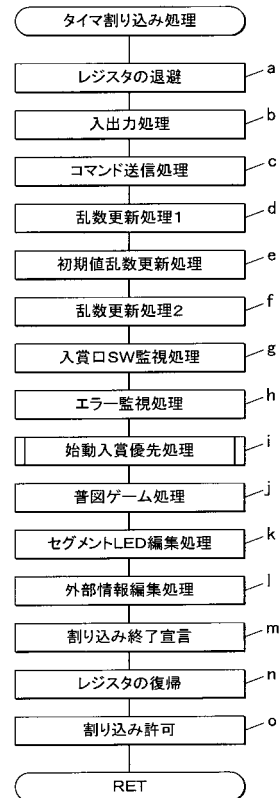 タイマ割り込み処理
レジスタの退避 a
入出力処理 b
コマンド送信処理 c
乱数更新処理1 d
初期値乱数更新処理 e
乱数更新処理2 f
入賞口SW監視処理 g
エラー監視処理 h
始動入賞優先処理 i
普図ゲーム処理 j
セグメントLED編集処理 k
外部情報編集処理 l
割り込み終了宣言 m
レジスタの復帰 n
割り込み許可 o
RET